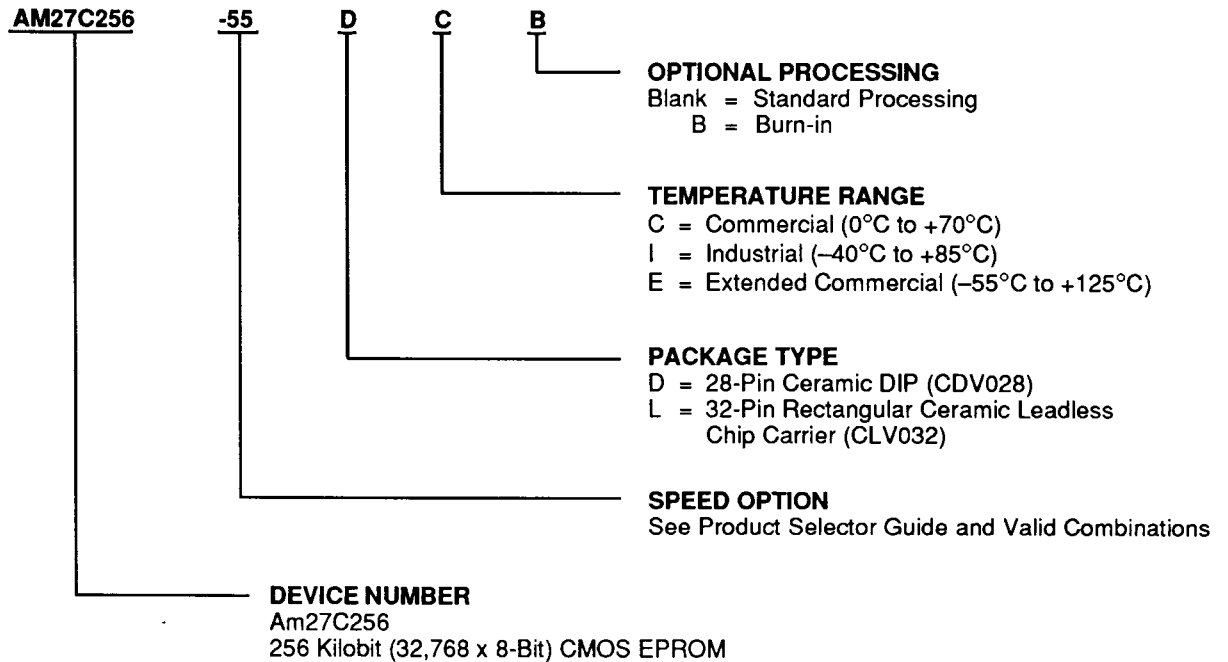 AM27C256 -55 D C B
OPTIONAL PROCESSING
Blank = Standard Processing
B = Burn-in
TEMPERATURE RANGE
C = Commercial (0°C to +70°C)
I = Industrial (–40°C to +85°C)
E = Extended Commercial (–55°C to +125°C)
PACKAGE TYPE
D = 28-Pin Ceramic DIP (CDV028)
L = 32-Pin Rectangular Ceramic Leadless
Chip Carrier (CLV032)
SPEED OPTION
See Product Selector Guide and Valid Combinations
DEVICE NUMBER
Am27C256
256 Kilobit (32,768 x 8-Bit) CMOS EPROM